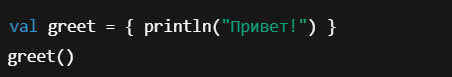 val greet = { println("Привет!") }
greet()